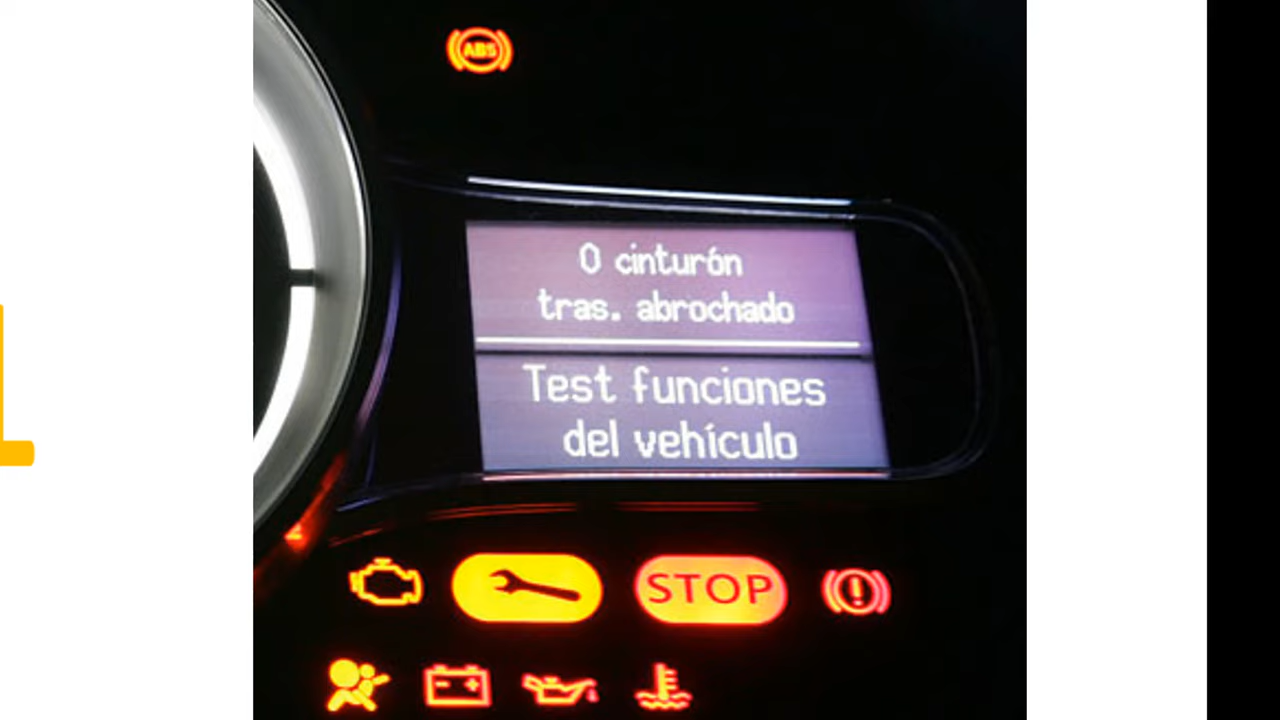 ABS
0 cinturón
tras. abrochado
Test funciones
del vehículo
STOP